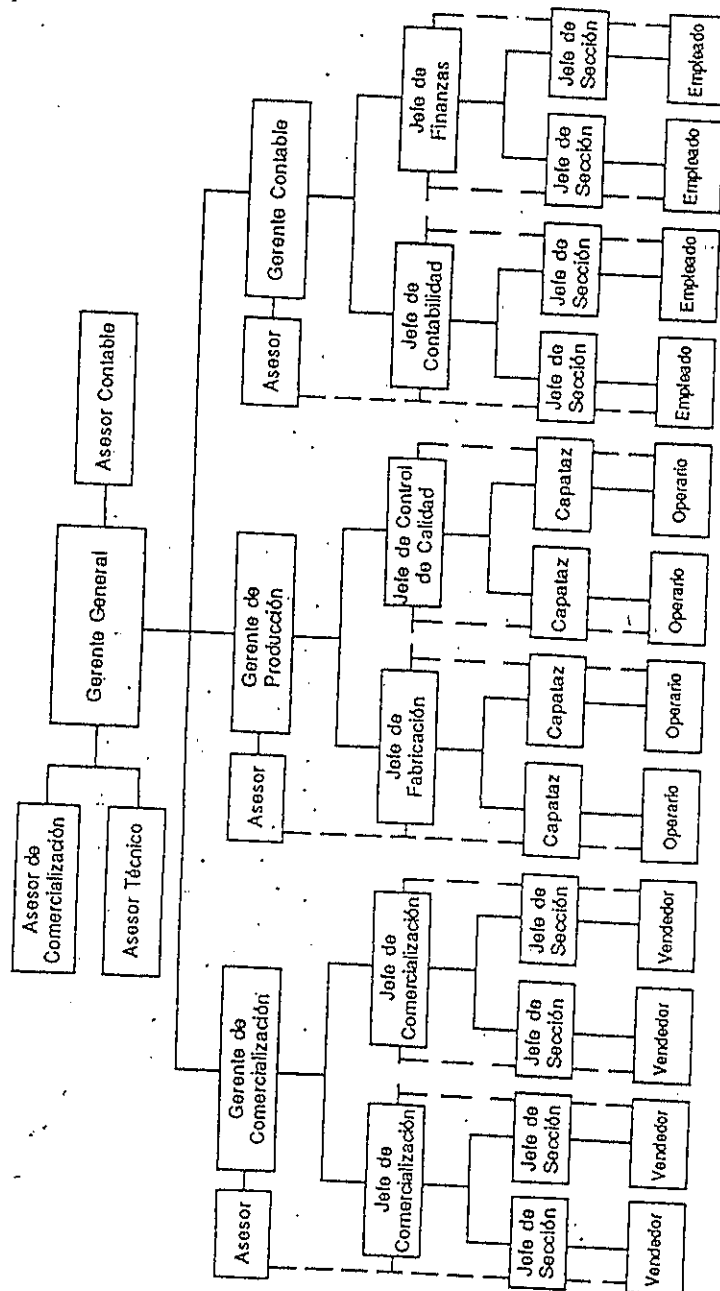 Asesor de
Comercialización
Asesor Técnico
Gerente General
Asesor Contable
Asesor
Gerente de
Comercialización
Asesor
Gerente de
Producción
Asesor
Gerente Contable
Jefe de
Comercialización
Jefe de
Comercialización
Jefe de
Fabricación
Jefe de Control
de Calidad
Jefe de
Contabilidad
Jefe de
Finanzas
Jefe de
Sección
Jefe de
Sección
Jefe de
Sección
Jefe de
Sección
Capataz
Capataz
Capataz
Capataz
Jefe de
Sección
Jefe de
Sección
Jefe de
Sección
Jefe de
Sección
Vendedor
Vendedor
Vendedor
Vendedor
Operario
Operario
Operario
Operario
Empleado
Empleado
Empleado
Empleado